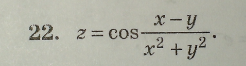 22. z = cos (x − y)/(x² + y²).